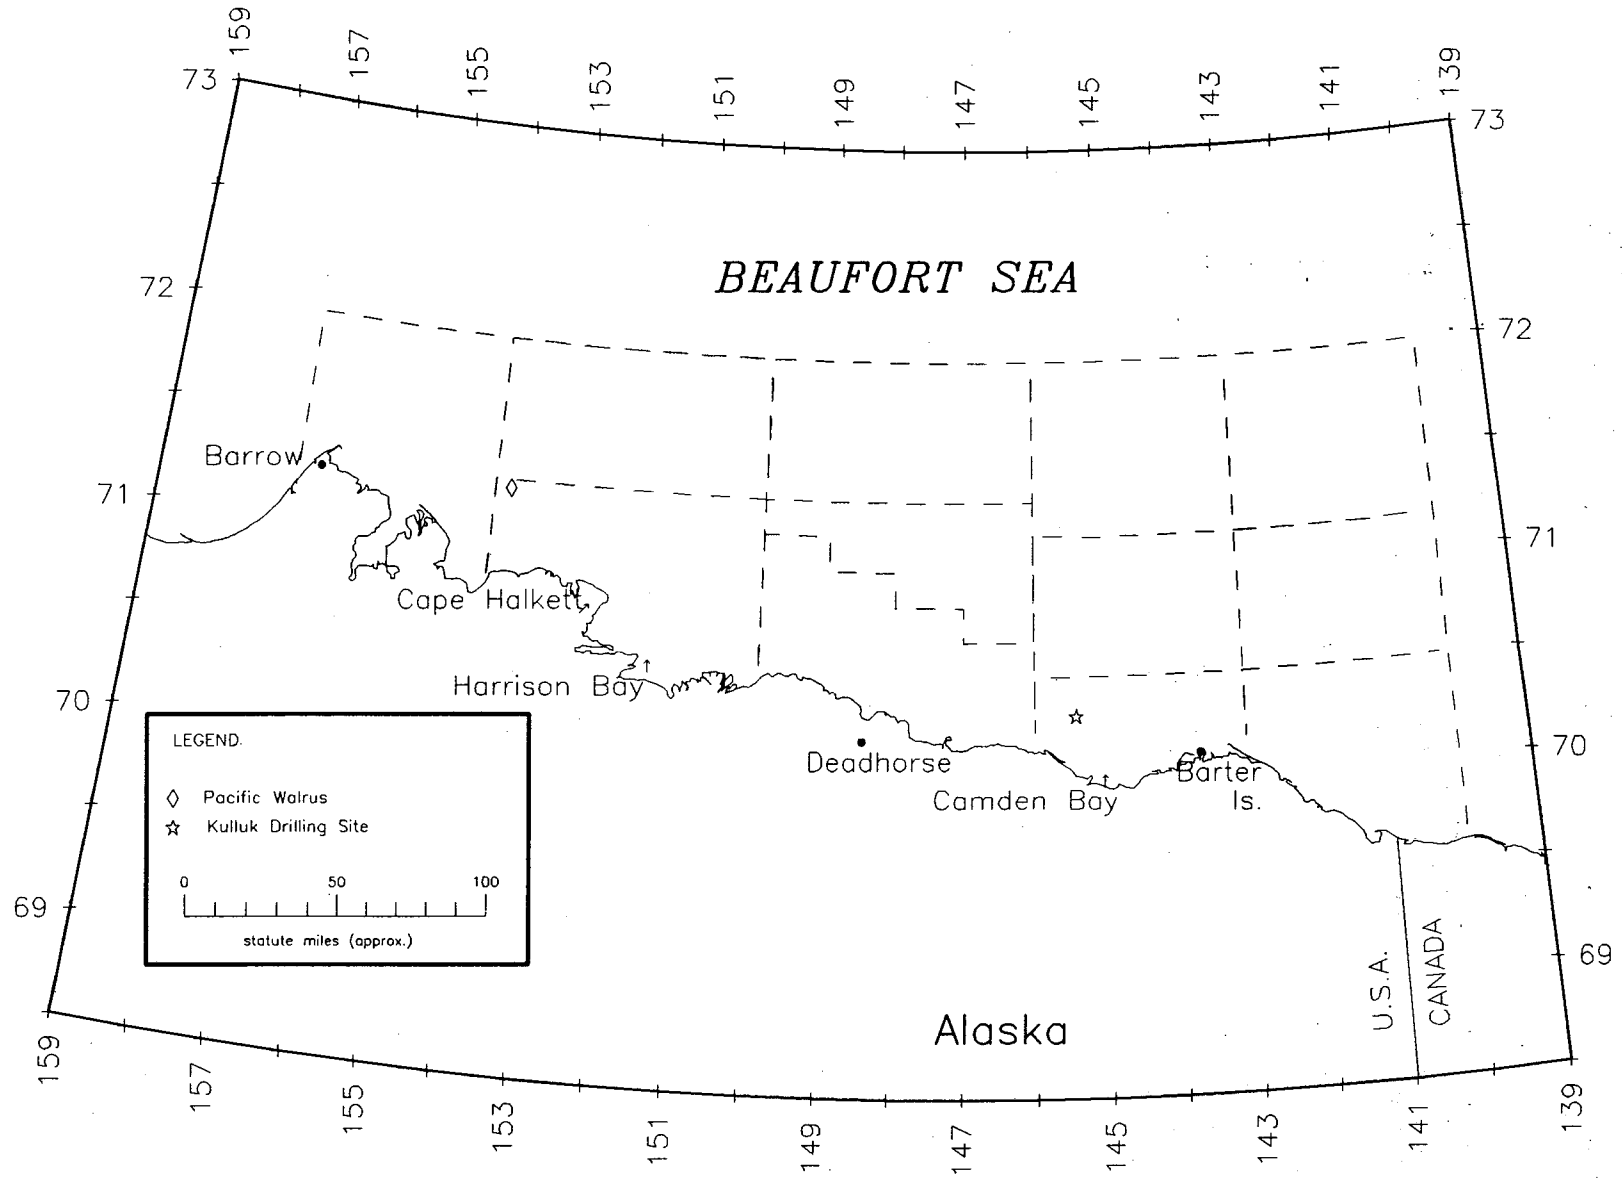 159
157
155
153
151
149
147
145
143
141
139
73
73
BEAUFORT SEA
72
72
Barrow
71
71
Cape Halkett
Harrison Bay
70
70
Deadhorse
Barter
Is.
Camden Bay
LEGEND.
Pacific Walrus
Kulluk Drilling Site
0 50 100
statute miles (approx.)
69
69
U.S.A.
CANADA
Alaska
159
157
155
153
151
149
147
145
143
141
139